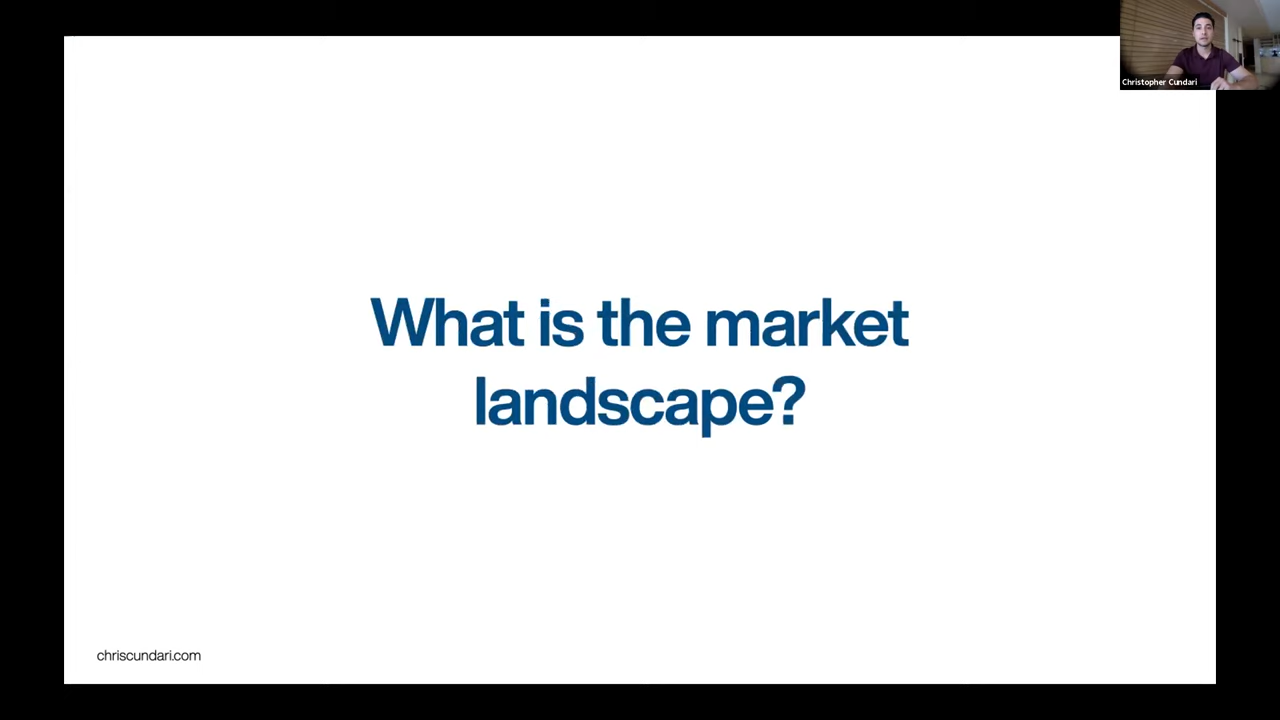 Christopher Cundari
What is the market
landscape?
chriscundari.com